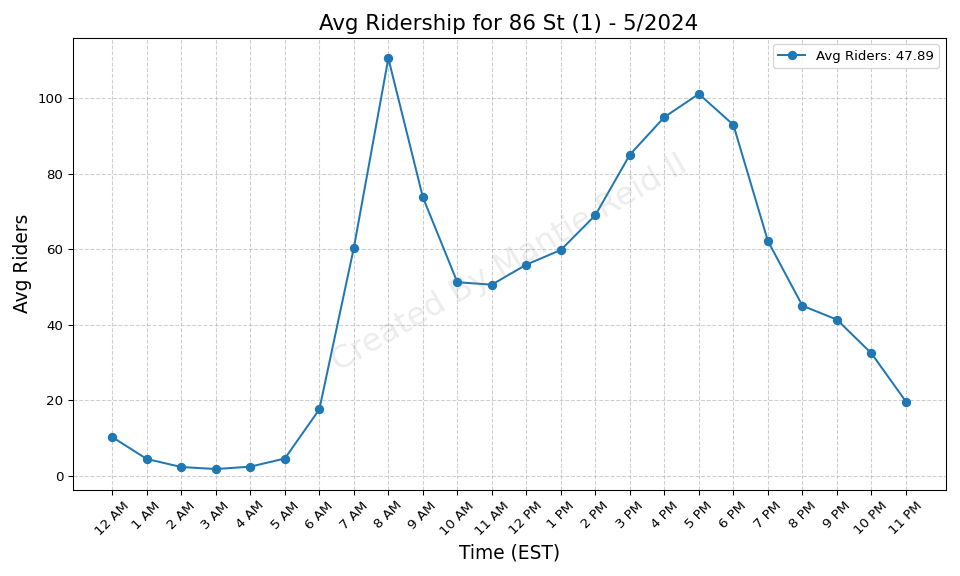 Avg Ridership for 86 St (1) - 5/2024
Avg Riders: 47.89
Avg Riders
100
80
60
40
20
0
Created By Mantie Reid II
12 AM 1 AM 2 AM 3 AM 4 AM 5 AM 6 AM 7 AM 8 AM 9 AM 10 AM 11 AM 12 PM 1 PM 2 PM 3 PM 4 PM 5 PM 6 PM 7 PM 8 PM 9 PM 10 PM 11 PM
Time (EST)